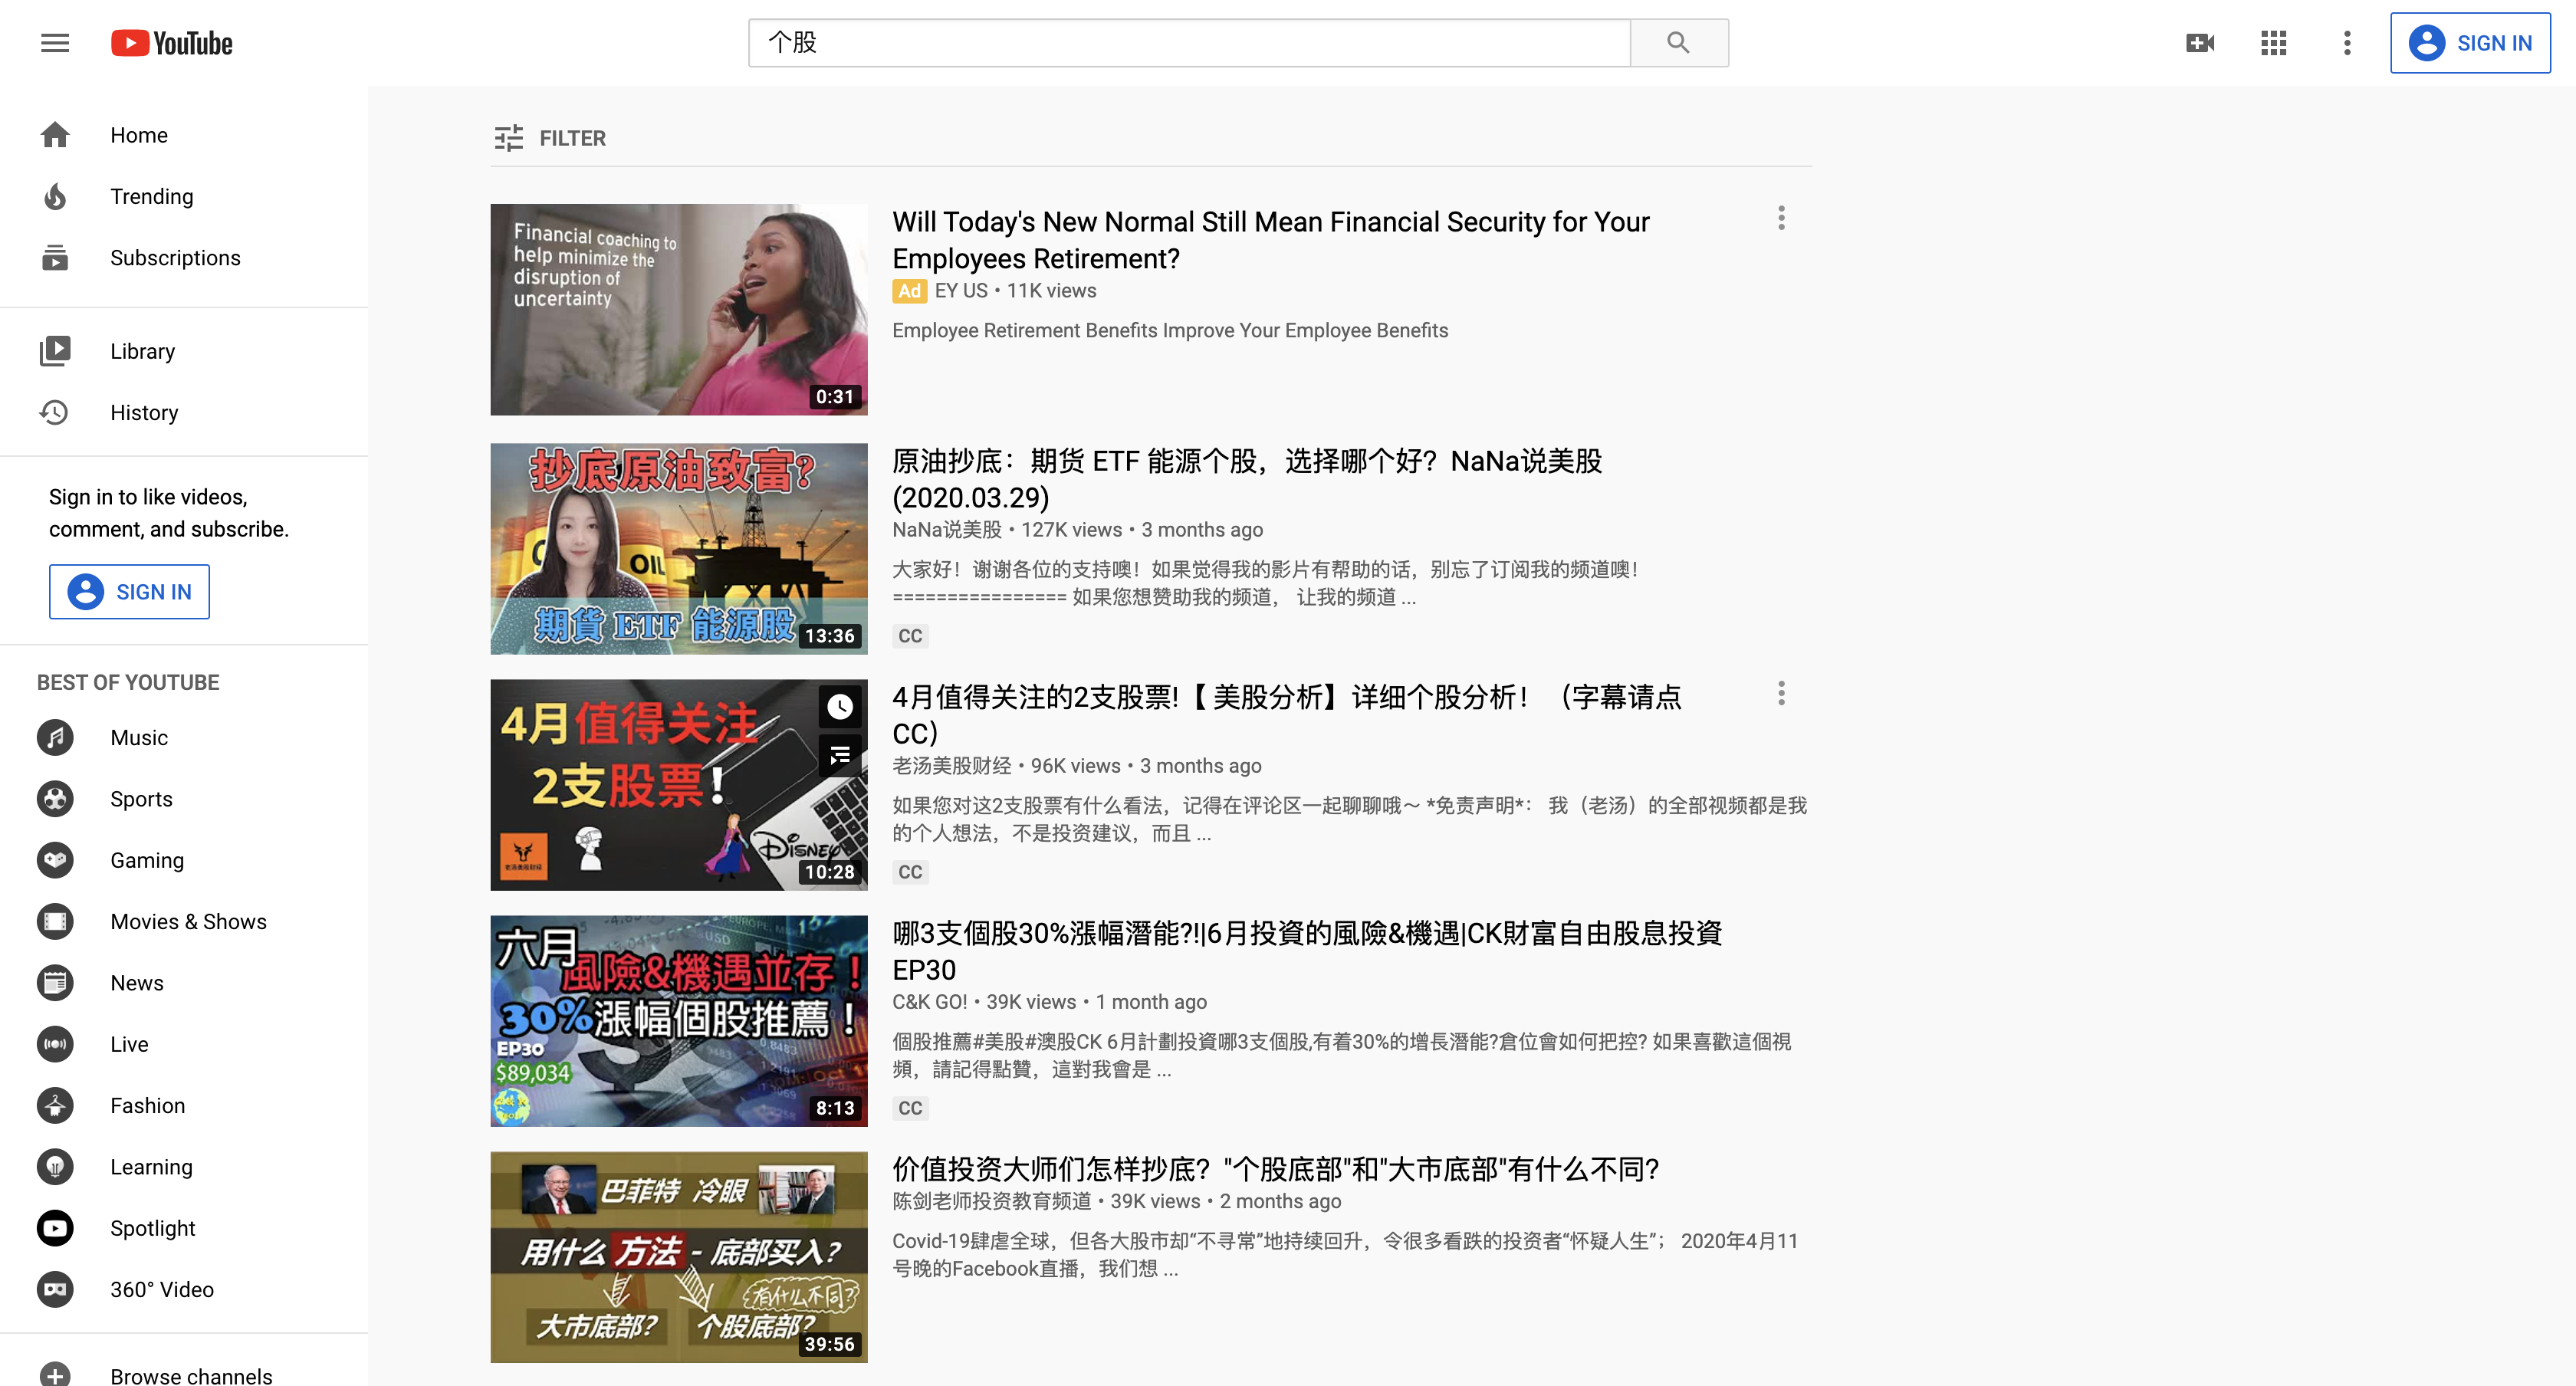 YouTube
个股
SIGN IN
Home
Trending
Subscriptions
Library
History
Sign in to like videos,
comment, and subscribe.
SIGN IN
BEST OF YOUTUBE
Music
Sports
Gaming
Movies & Shows
News
Live
Fashion
Learning
Spotlight
360° Video
Browse channels
FILTER
Financial coaching to
help minimize the
disruption of
uncertainty
0:31
Will Today's New Normal Still Mean Financial Security for Your
Employees Retirement?
Ad EY US • 11K views
Employee Retirement Benefits Improve Your Employee Benefits
抄底原油致富?
OIL
期貨 ETF 能源股
13:36
原油抄底：期货 ETF 能源个股，选择哪个好？NaNa说美股
(2020.03.29)
NaNa说美股 • 127K views • 3 months ago
大家好！谢谢各位的支持噢！如果觉得我的影片有帮助的话，别忘了订阅我的频道噢！
================ 如果您想赞助我的频道， 让我的频道 ...
CC
4月值得关注
2支股票!
老汤美股财经
DISNEY
10:28
4月值得关注的2支股票!【 美股分析】详细个股分析！（字幕请点
CC）
老汤美股财经 • 96K views • 3 months ago
如果您对这2支股票有什么看法，记得在评论区一起聊聊哦～ *免责声明*： 我（老汤）的全部视频都是我
的个人想法，不是投资建议，而且 ...
CC
六月
風險&機遇並存！
30%漲幅個股推薦！
EP30
$89,034
8:13
哪3支個股30%漲幅潛能?!|6月投資的風險&機遇|CK財富自由股息投資
EP30
C&K GO! • 39K views • 1 month ago
個股推薦#美股#澳股CK 6月計劃投資哪3支個股,有着30%的增長潛能?倉位會如何把控? 如果喜歡這個視
頻，請記得點贊，這對我會是 ...
CC
巴菲特 冷眼
用什么 方法 - 底部买入?
有什么不同?
大市底部? 个股底部?
39:56
价值投资大师们怎样抄底？"个股底部"和"大市底部"有什么不同?
陈剑老师投资教育频道 • 39K views • 2 months ago
Covid-19肆虐全球，但各大股市却“不寻常”地持续回升，令很多看跌的投资者“怀疑人生”； 2020年4月11
号晚的Facebook直播，我们想 ...